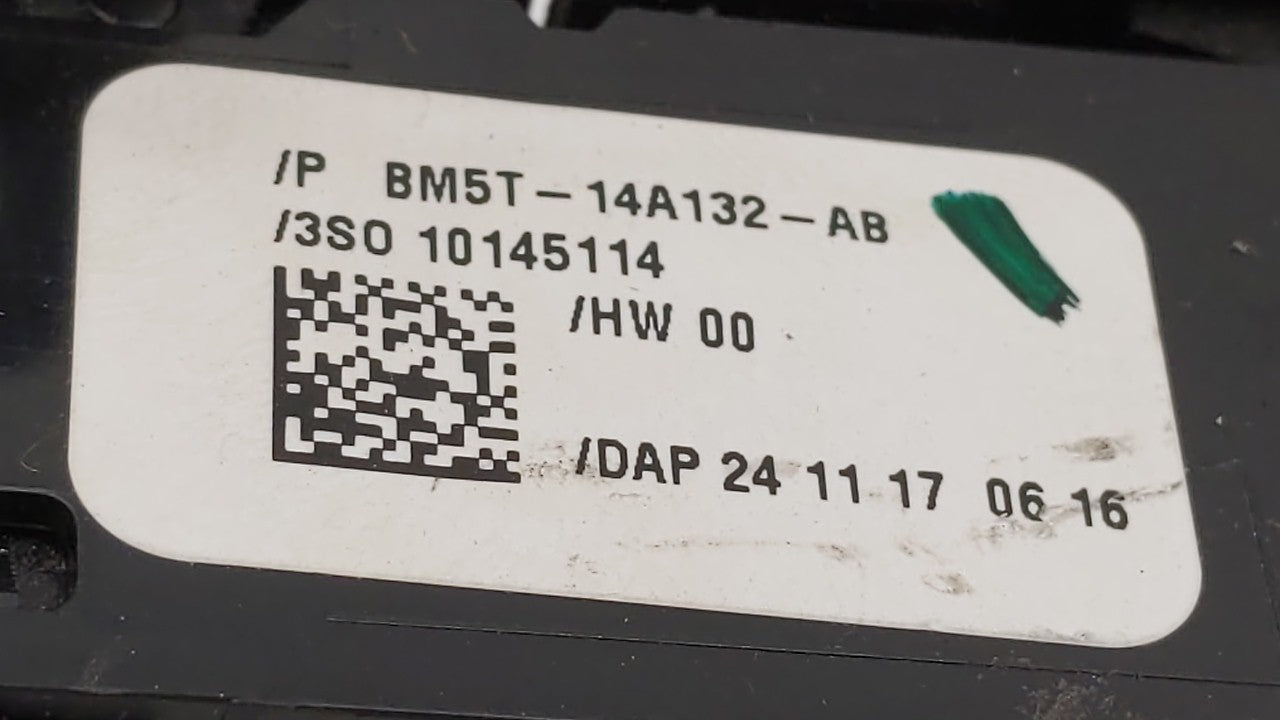 /P BM5T-14A132-AB
/3SO 10145114
/HW 00
/DAP 24 11 17 06 16